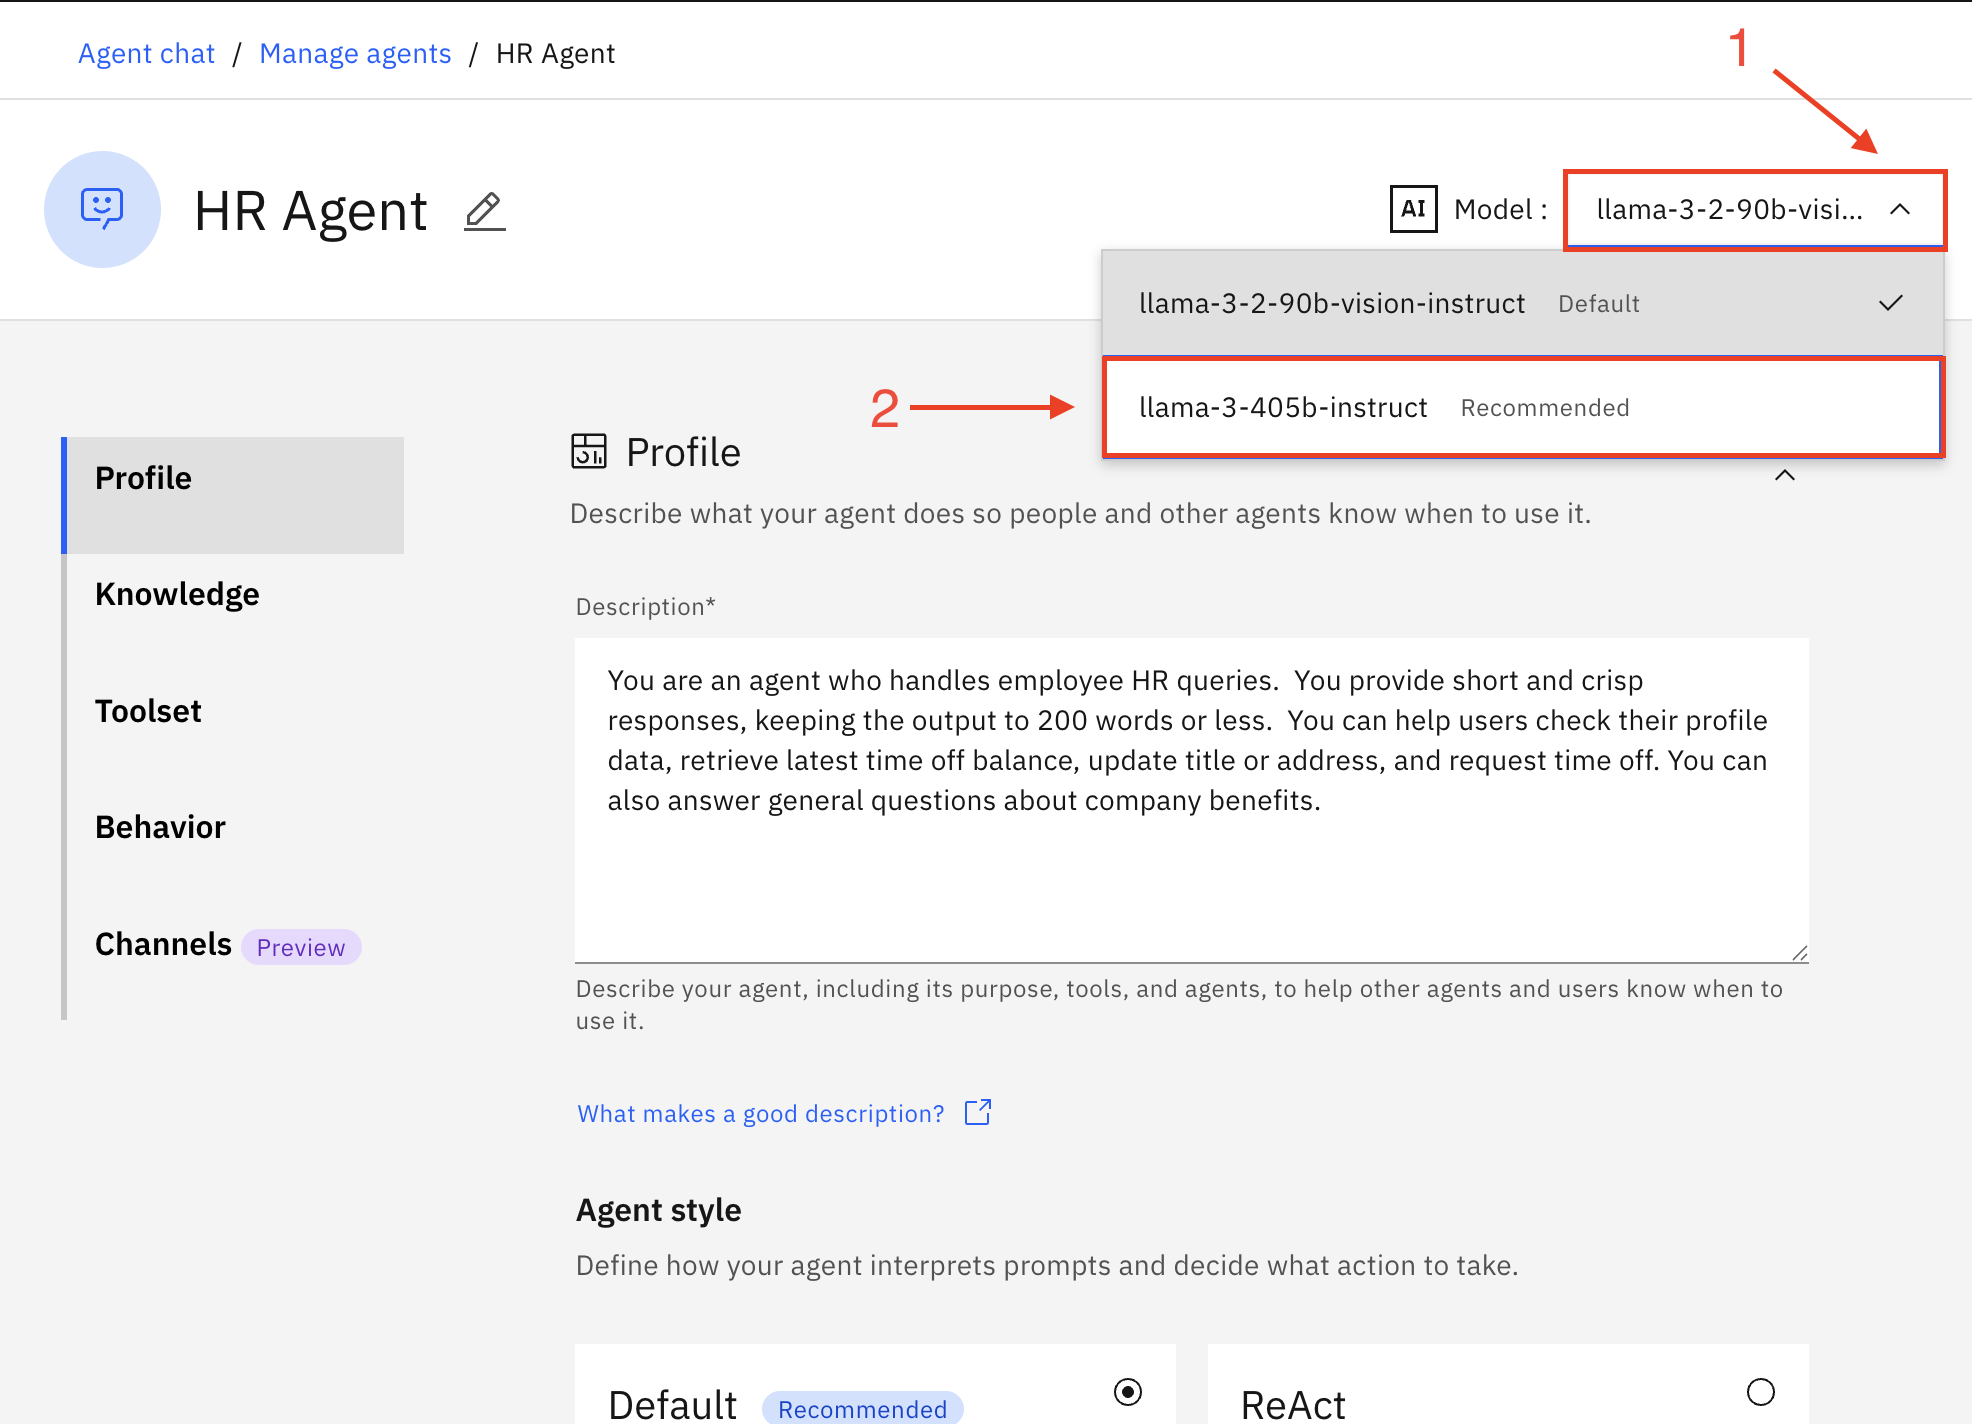 Agent chat / Manage agents / HR Agent
1
HR Agent
AI Model : llama-3-2-90b-visi...
llama-3-2-90b-vision-instruct Default
2
llama-3-405b-instruct Recommended
Profile
Knowledge
Toolset
Behavior
Channels Preview
Profile
Describe what your agent does so people and other agents know when to use it.
Description*
You are an agent who handles employee HR queries.  You provide short and crisp
responses, keeping the output to 200 words or less.  You can help users check their profile
data, retrieve latest time off balance, update title or address, and request time off. You can
also answer general questions about company benefits.
Describe your agent, including its purpose, tools, and agents, to help other agents and users know when to
use it.
What makes a good description?
Agent style
Define how your agent interprets prompts and decide what action to take.
Default Recommended
ReAct